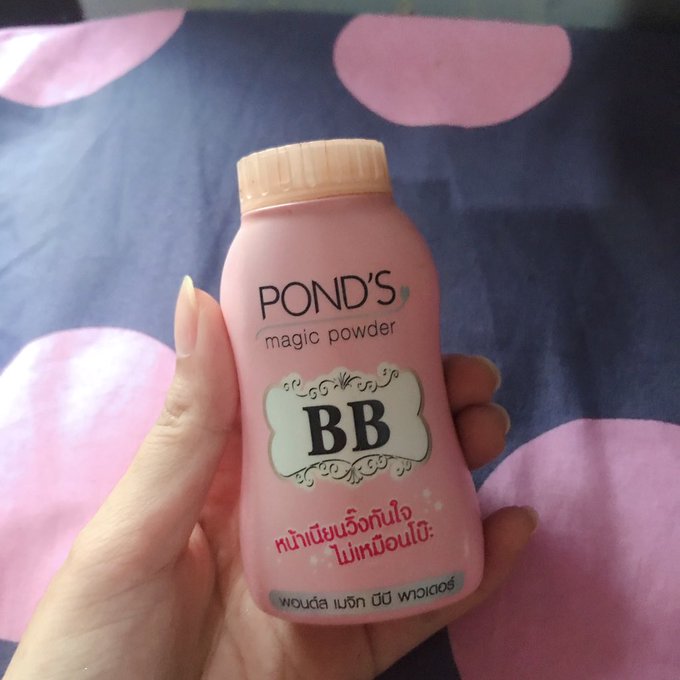 POND'S
magic powder
BB
หน้าเนียนวิ๊งทันใจ
ไม่เหมือนโป๊ะ
พอนด์ส เมจิก บีบี พาวเดอร์